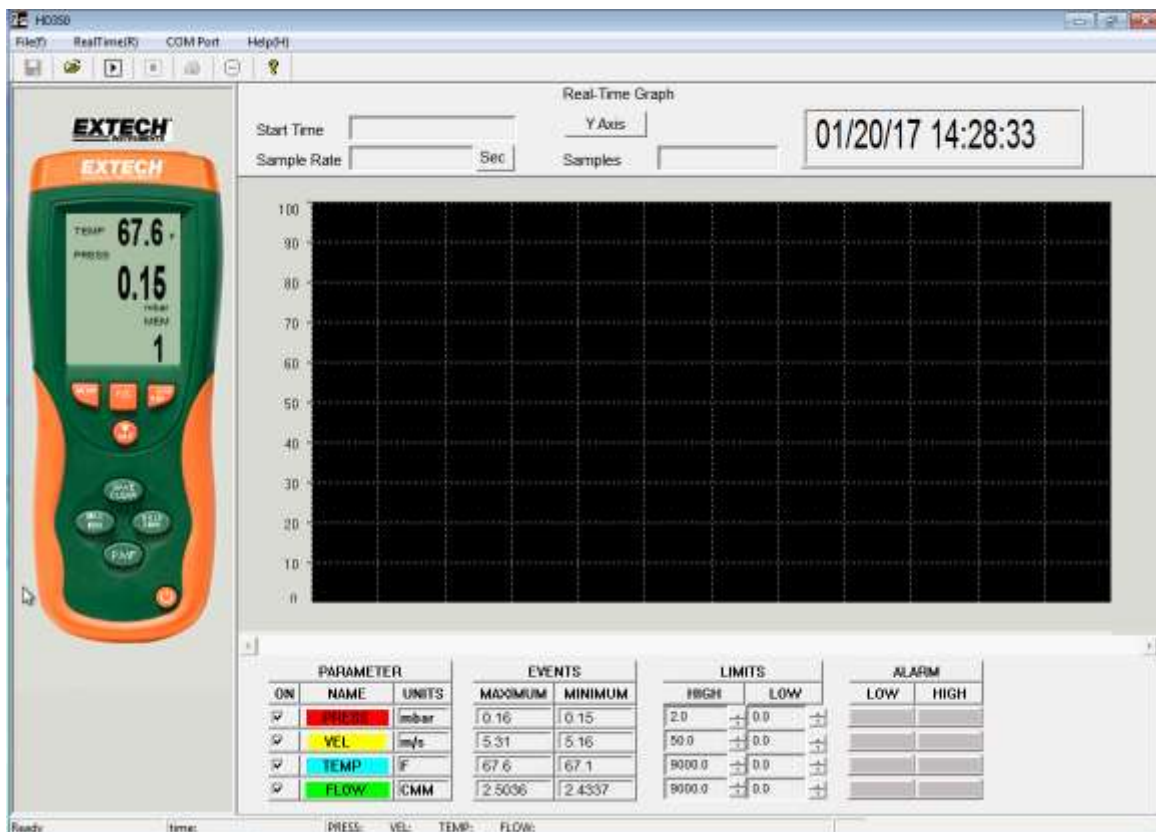 HD350
File(f) RealTime(R) COM Port Help(H)
EXTECH
INSTRUMENTS
EXTECH
TEMP 67.6
PRESS
0.15
mbar
MEM
1
Real-Time Graph
Start Time Y Axis
01/20/17 14:28:33
Sample Rate Sec Samples
100
90
80
70
60
50
40
30
20
10
0
PARAMETER EVENTS LIMITS ALARM
ON NAME UNITS MAXIMUM MINIMUM HIGH LOW LOW HIGH
PRESS mbar 0.16 0.15 2.0 0.0
VEL m/s 5.31 5.16 50.0 0.0
TEMP F 67.6 67.1 9000.0 0.0
FLOW CMM 2.5036 2.4337 9000.0 0.0
Ready time: PRESS: VEL: TEMP: FLOW: